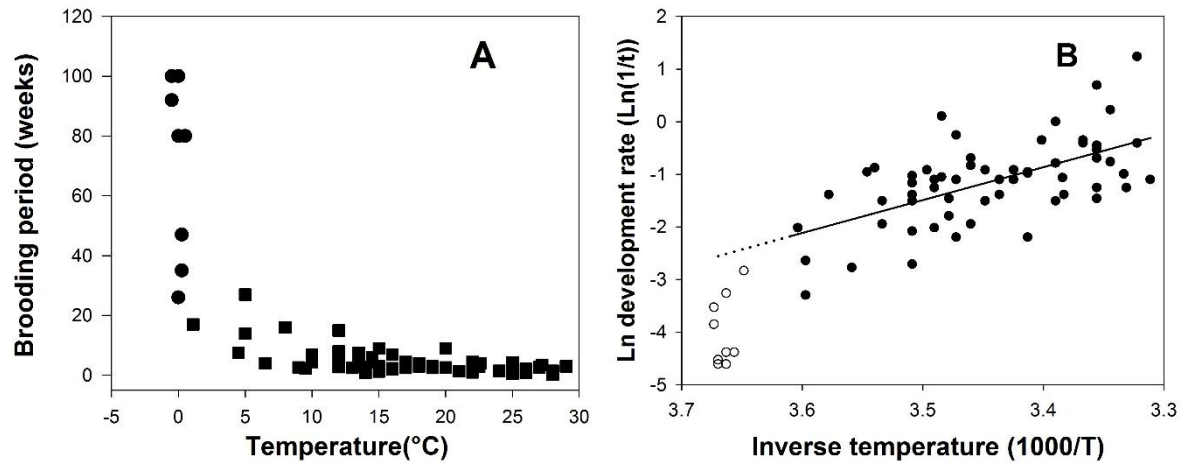 A
Brooding period (weeks)
120
100
80
60
40
20
0
-5 0 5 10 15 20 25 30
Temperature(°C)
B
Ln development rate (Ln(1/t))
2
1
0
-1
-2
-3
-4
-5
3.7 3.6 3.5 3.4 3.3
Inverse temperature (1000/T)